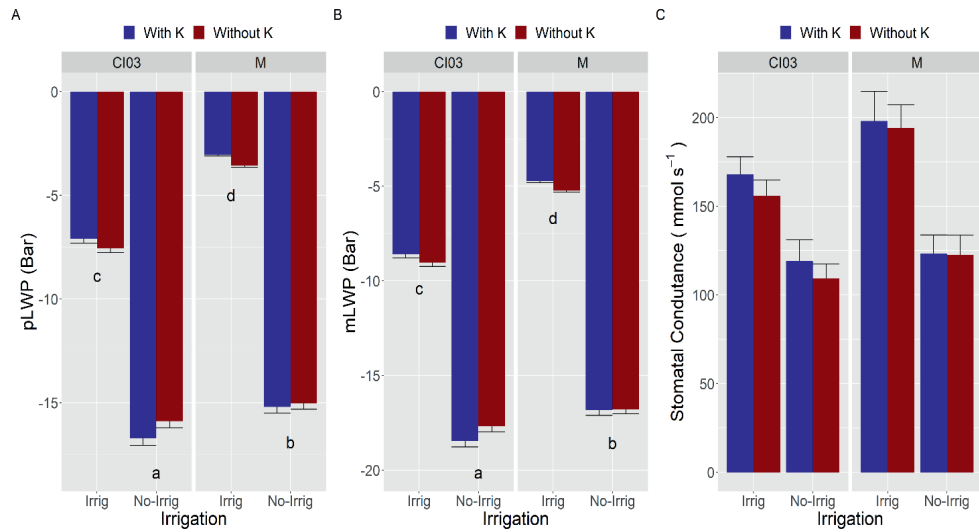 A
With K Without K
CI03 M
pLWP (Bar)
0
-5
-10
-15
c
a
d
b
Irrig No-Irrig Irrig No-Irrig
Irrigation
B
With K Without K
CI03 M
mLWP (Bar)
0
-5
-10
-15
-20
c
a
d
b
Irrig No-Irrig Irrig No-Irrig
Irrigation
C
With K Without K
CI03 M
Stomatal Condutance ( mmol s⁻¹ )
200
150
100
50
0
Irrig No-Irrig Irrig No-Irrig
Irrigation